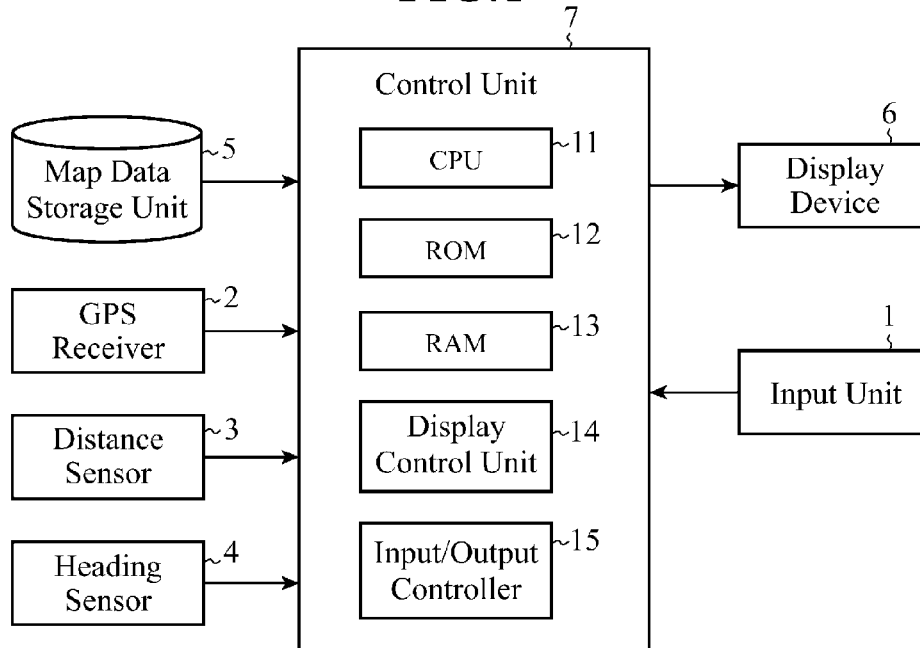 7
Control Unit
5
Map Data
Storage Unit
2
GPS
Receiver
3
Distance
Sensor
4
Heading
Sensor
CPU
11
ROM
12
RAM
13
Display
Control Unit
14
Input/Output
Controller
15
6
Display
Device
1
Input Unit